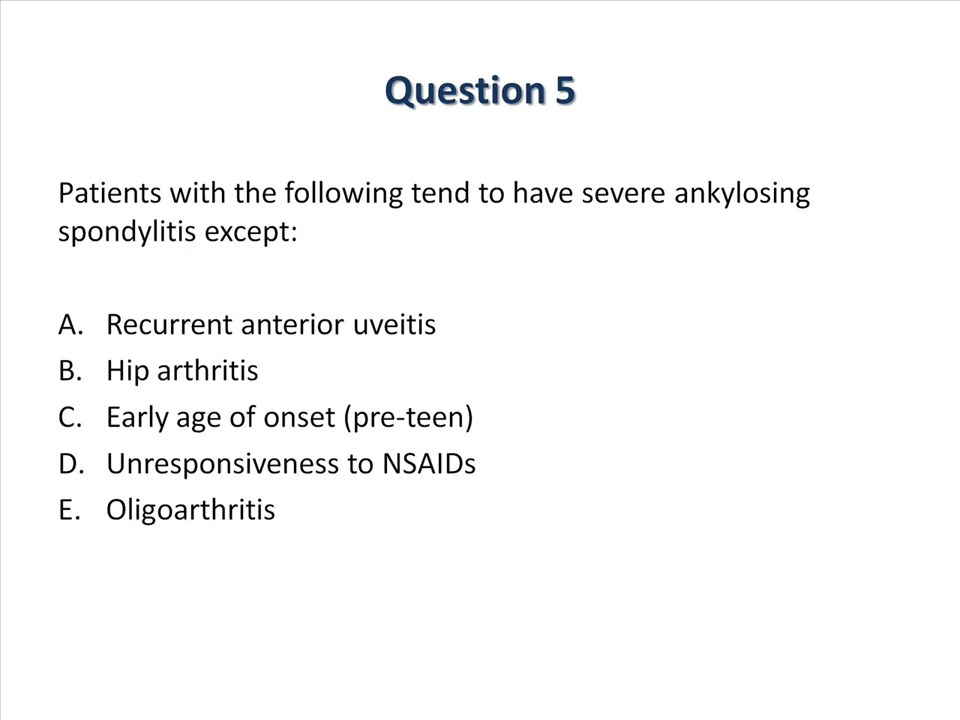 Question 5
Patients with the following tend to have severe ankylosing
spondylitis except:
A. Recurrent anterior uveitis
B. Hip arthritis
C. Early age of onset (pre-teen)
D. Unresponsiveness to NSAIDs
E. Oligoarthritis